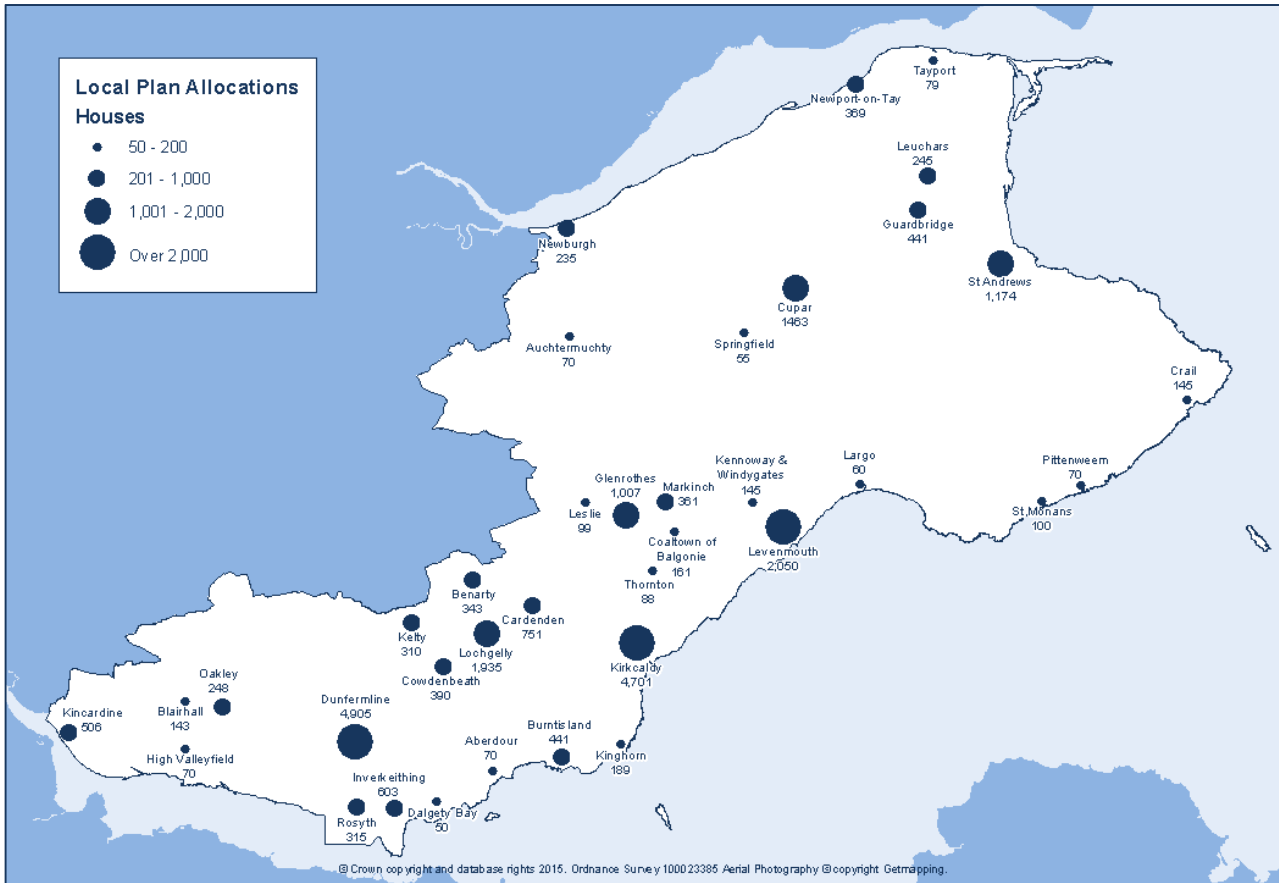 Local Plan Allocations
Houses
50 - 200
201 - 1,000
1,001 - 2,000
Over 2,000
Tayport
79
Newport-on-Tay
369
Leuchars
245
Guardbridge
441
Newburgh
235
St Andrews
1,174
Cupar
1463
Springfield
55
Auchtermuchty
70
Crail
145
Largo
60
Pittenweem
70
St,Monans
100
Kennoway &
Windygates
145
Glenrothes
1,007
Markinch
361
Leslie
99
Coaltown of
Balgonie
161
Levenmouth
2,050
Thornton
88
Benarty
343
Cardenden
751
Kelty
310
Lochgelly
1,935
Cowdenbeath
390
Kirkcaldy
4,701
Oakley
248
Blairhall
143
Kincardine
506
High Valleyfield
70
Dunfermline
4,905
Burntisland
441
Aberdour
70
Kinghorn
189
Inverkeithing
603
Dalgety Bay
50
Rosyth
315
© Crown copyright and database rights 2015. Ordnance Survey 100023385 Aerial Photography © copyright Getmapping.